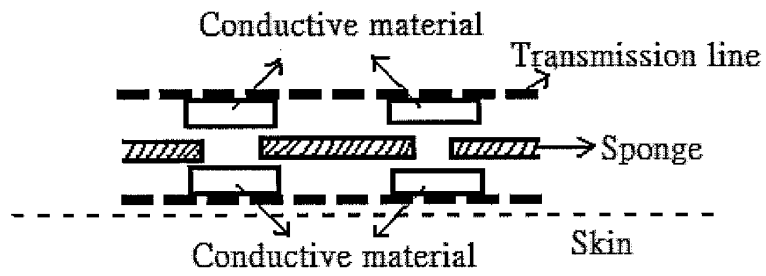 Conductive material
Transmission line
Sponge
Conductive material
Skin